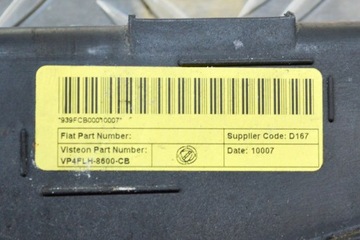 *939FCB00010007*
Fiat Part Number:
Supplier Code: D167
Visteon Part Number:
VP4FLH-8600-CB
Date: 10007